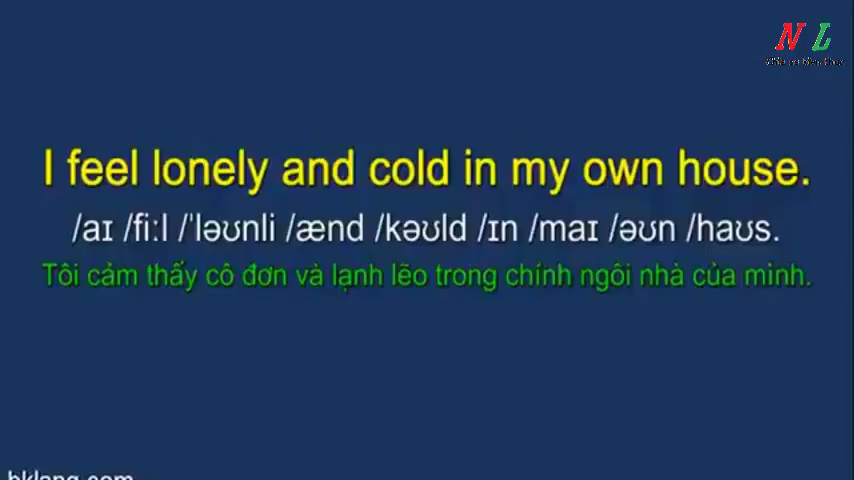 N L
I feel lonely and cold in my own house.
/aɪ /fiːl /ˈləʊnli /ænd /kəʊld /ɪn /maɪ /əʊn /haʊs.
Tôi cảm thấy cô đơn và lạnh lẽo trong chính ngôi nhà của mình.
bklang.com